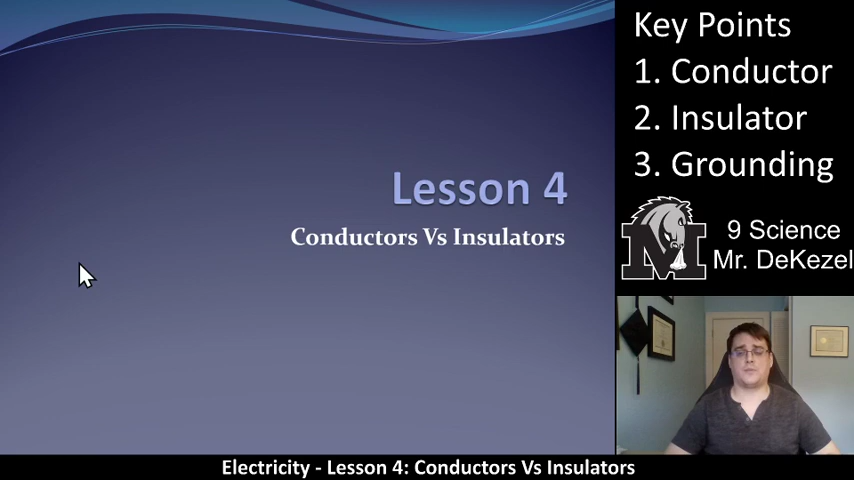 Lesson 4
Conductors Vs Insulators
Key Points
1. Conductor
2. Insulator
3. Grounding
M
9 Science
Mr. DeKezel
Electricity - Lesson 4: Conductors Vs Insulators